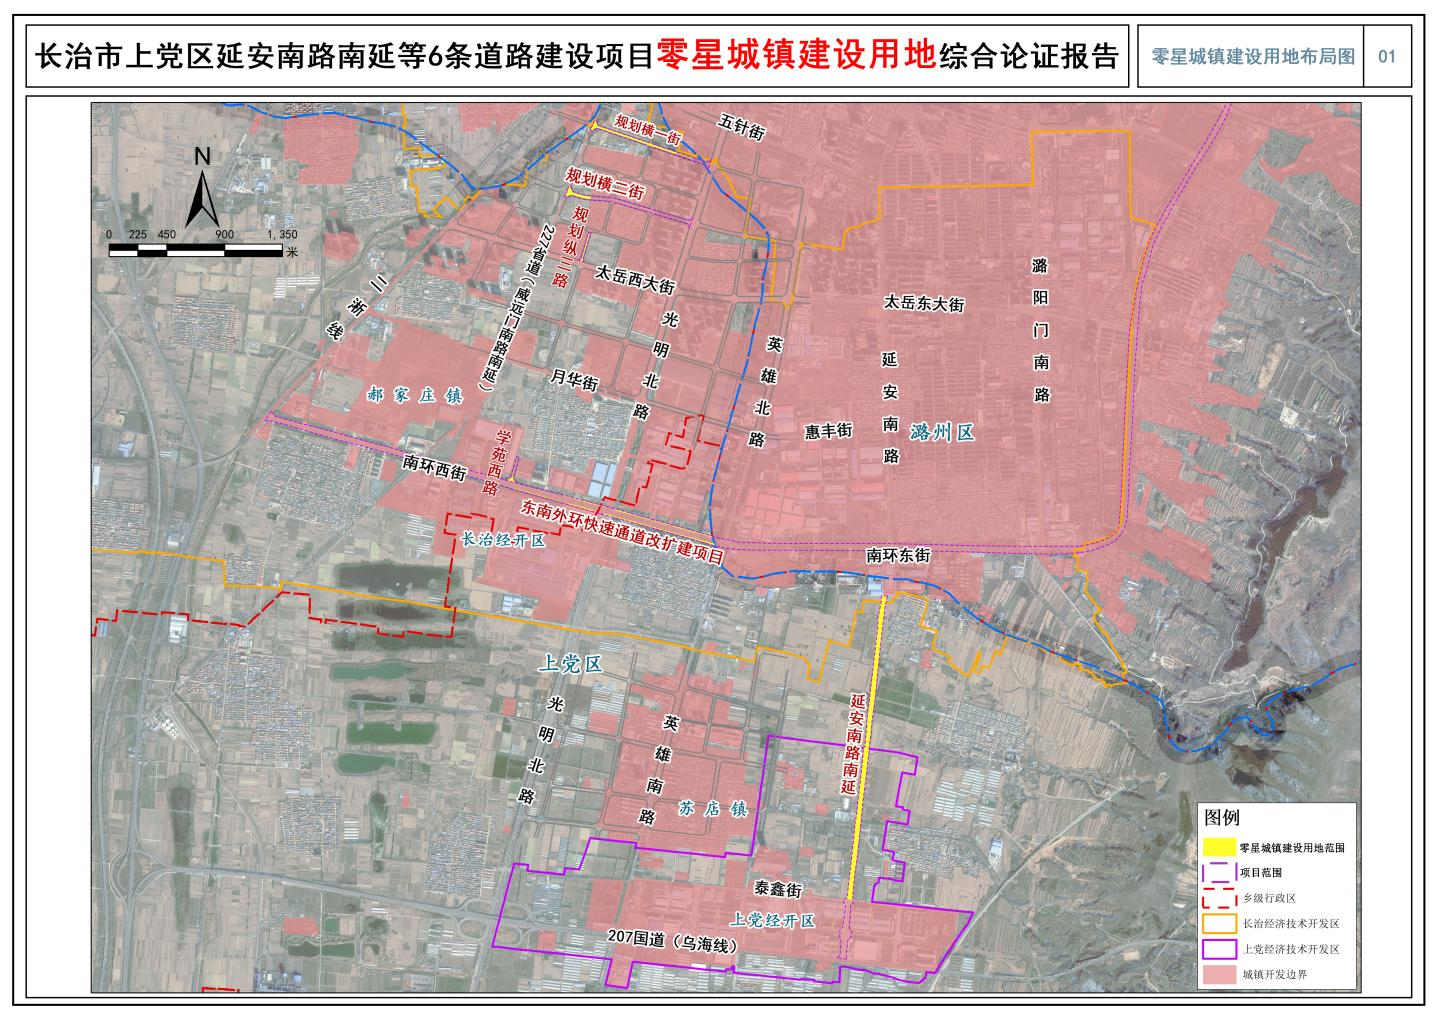 长治市上党区延安南路南延等6条道路建设项目零星城镇建设用地综合论证报告
零星城镇建设用地布局图
01
N
0 225 450 900 1,350
米
五针街
规划横一街
规划横二街
规划纵三路
227省道（威远门南路南延）
太岳西大街
光明北路
二浙线
月华街
英雄北路
太岳东大街
潞阳门南路
延安南路
惠丰街
潞州区
郝家庄镇
学苑西路
南环西街
东南外环快速通道改扩建项目
长治经开区
南环东街
上党区
光明北路
英雄南路
苏店镇
延安南路南延
泰鑫街
上党经开区
207国道（乌海线）
图例
零星城镇建设用地范围
项目范围
乡级行政区
长治经济技术开发区
上党经济技术开发区
城镇开发边界